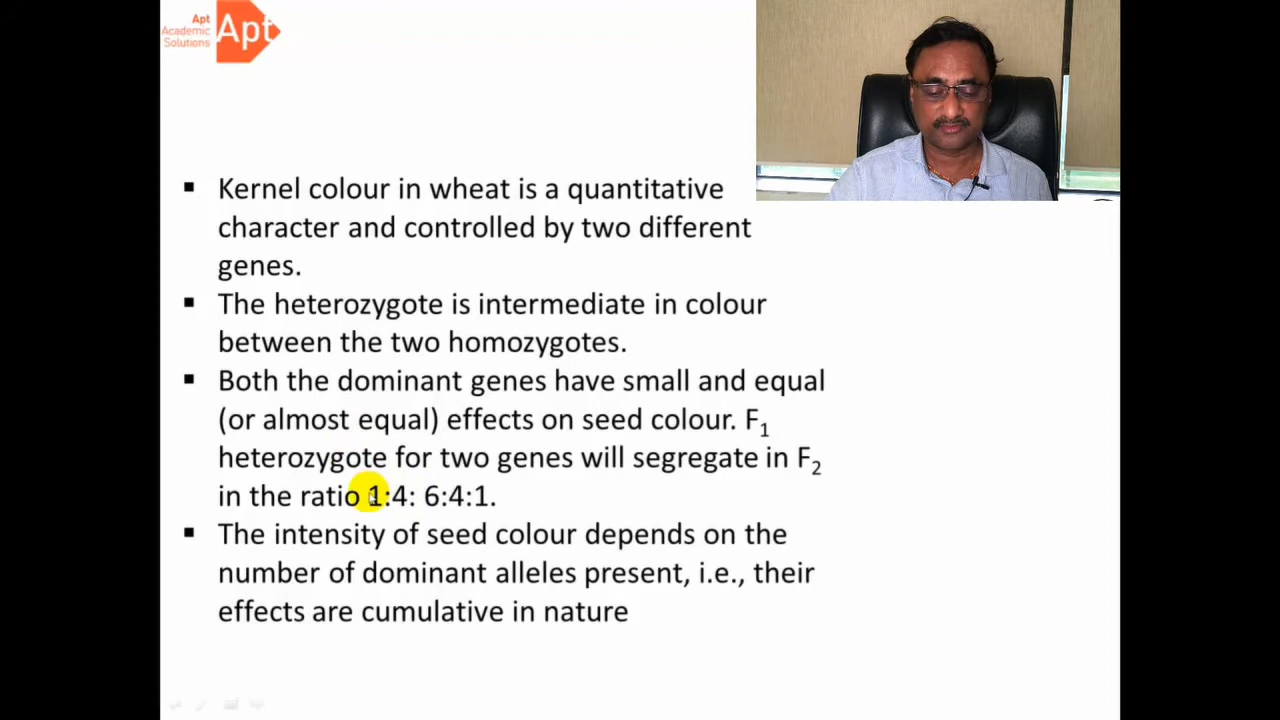 Apt
Academic
Solutions
Apt
▪ Kernel colour in wheat is a quantitative
character and controlled by two different
genes.
▪ The heterozygote is intermediate in colour
between the two homozygotes.
▪ Both the dominant genes have small and equal
(or almost equal) effects on seed colour. F₁
heterozygote for two genes will segregate in F₂
in the ratio 1:4: 6:4:1.
▪ The intensity of seed colour depends on the
number of dominant alleles present, i.e., their
effects are cumulative in nature